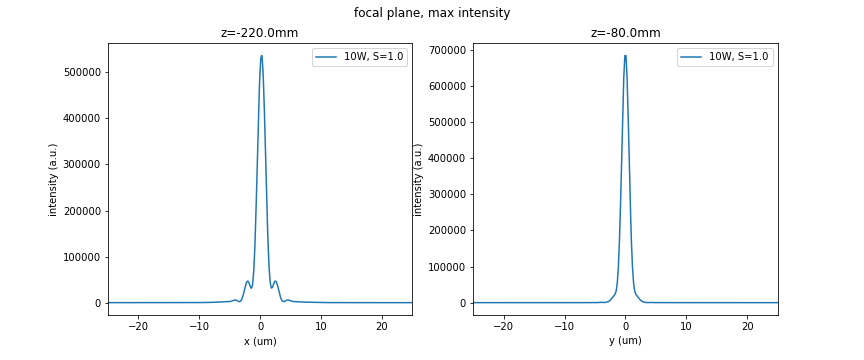 focal plane, max intensity
z=-220.0mm
10W, S=1.0
intensity (a.u.)
500000
400000
300000
200000
100000
0
−20
−10
0
10
20
x (um)
z=-80.0mm
10W, S=1.0
intensity (a.u.)
700000
600000
500000
400000
300000
200000
100000
0
−20
−10
0
10
20
y (um)